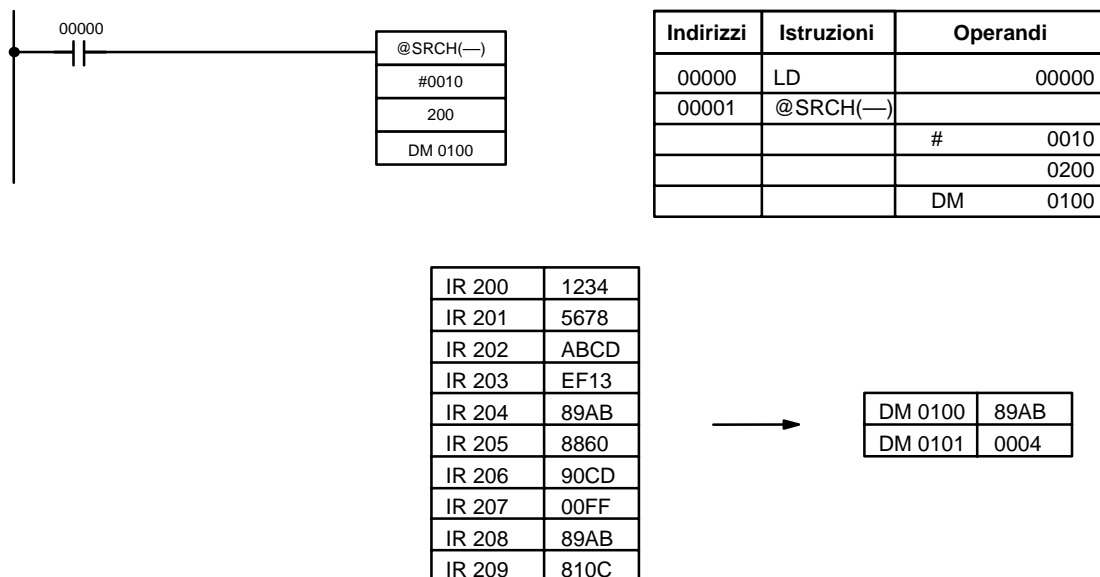 00000
@SRCH(—)
#0010
200
DM 0100
Indirizzi Istruzioni Operandi
00000 LD 00000
00001 @SRCH(—)
# 0010
0200
DM 0100
IR 200 1234
IR 201 5678
IR 202 ABCD
IR 203 EF13
IR 204 89AB
IR 205 8860
IR 206 90CD
IR 207 00FF
IR 208 89AB
IR 209 810C
DM 0100 89AB
DM 0101 0004